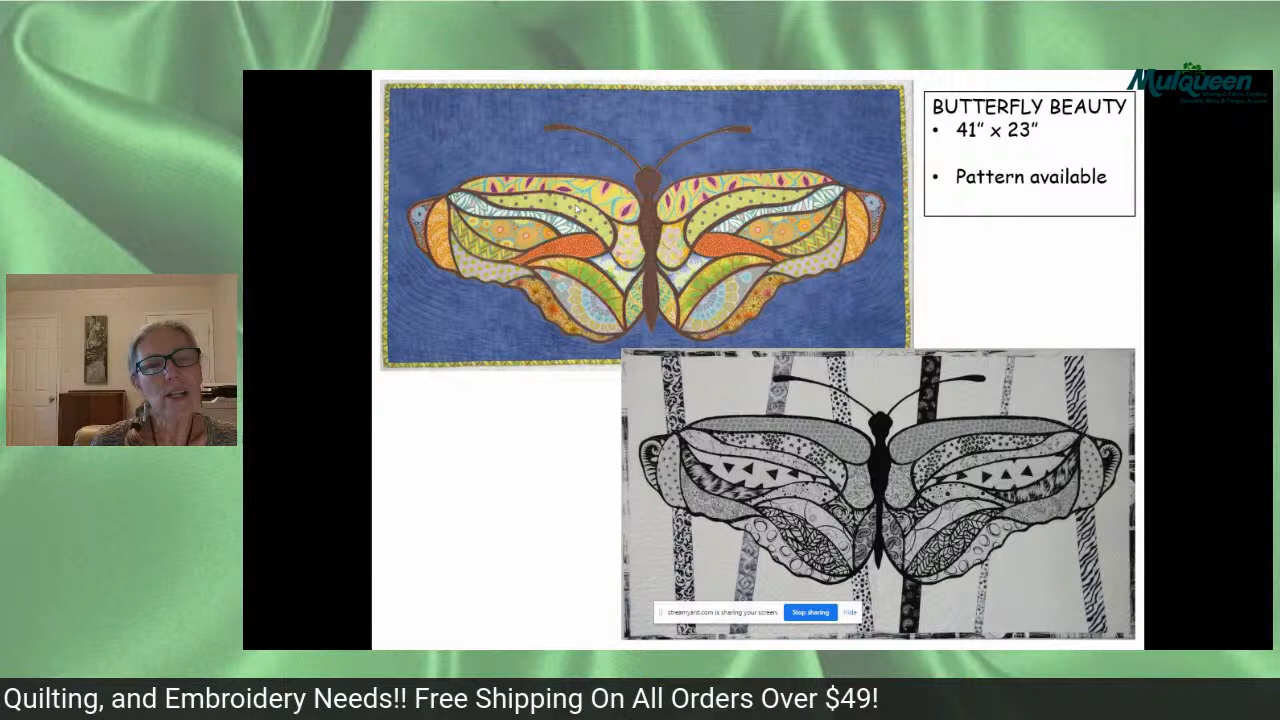 Mulqueen
BUTTERFLY BEAUTY
• 41" x 23"
• Pattern available
streamyard.com is sharing your screen.
Stop sharing
Hide
Quilting, and Embroidery Needs!! Free Shipping On All Orders Over $49!